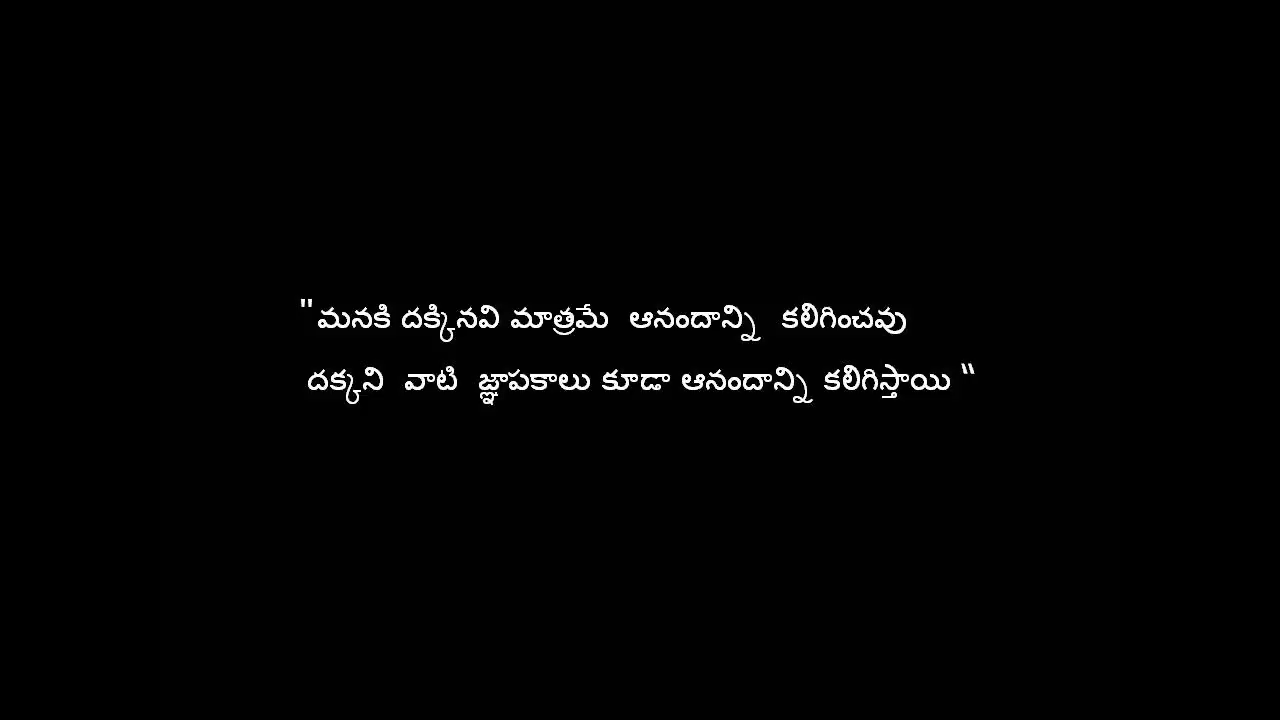 "మనకి దక్కినవి మాత్రమే ఆనందాన్ని కలిగించవు
దక్కని వాటి జ్ఞాపకాలు కూడా ఆనందాన్ని కలిగిస్తాయి “